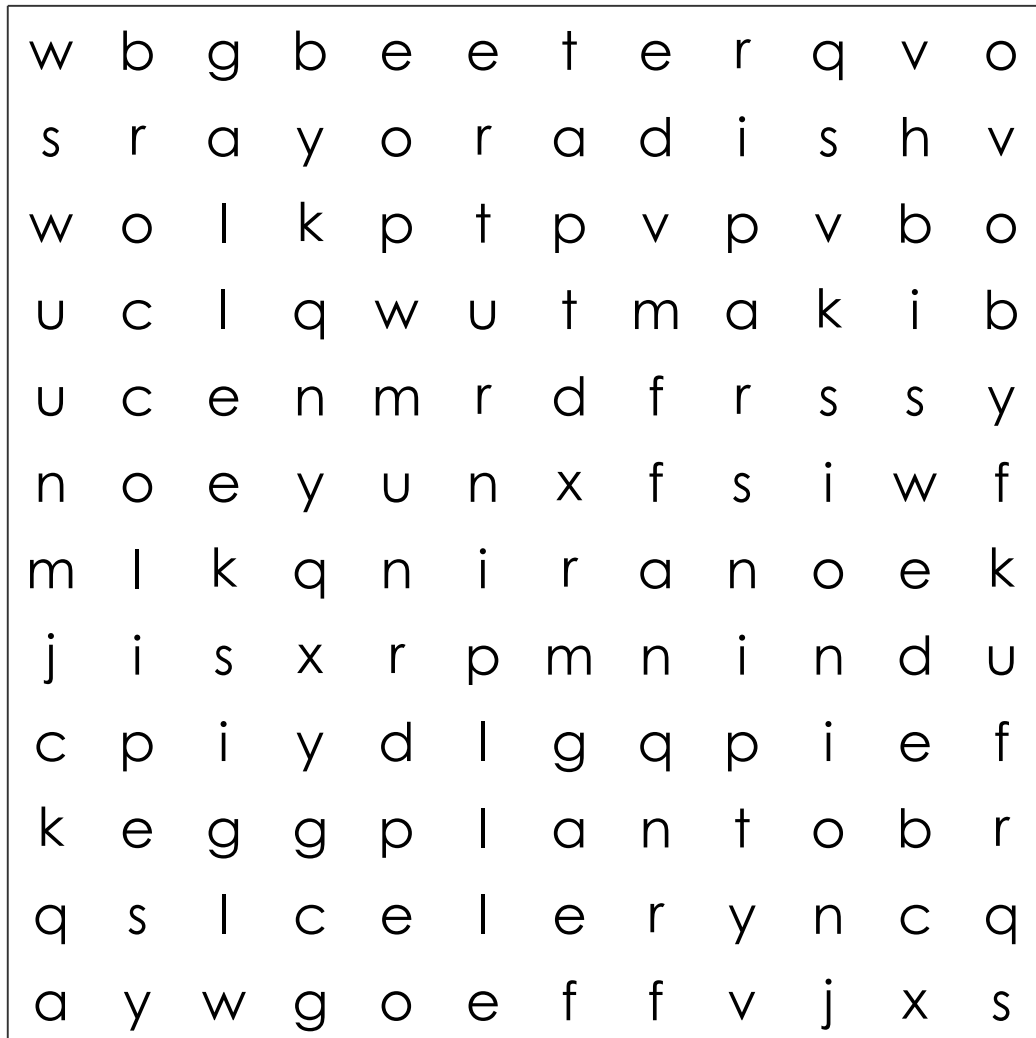 w b g b e e t e r q v o
s r a y o r a d i s h v
w o l k p t p v p v b o
u c l q w u t m a k i b
u c e n m r d f r s s y
n o e y u n x f s i w f
m l k q n i r a n o e k
j i s x r p m n i n d u
c p i y d l g q p i e f
k e g g p l a n t o b r
q s l c e l e r y n c q
a y w g o e f f v j x s